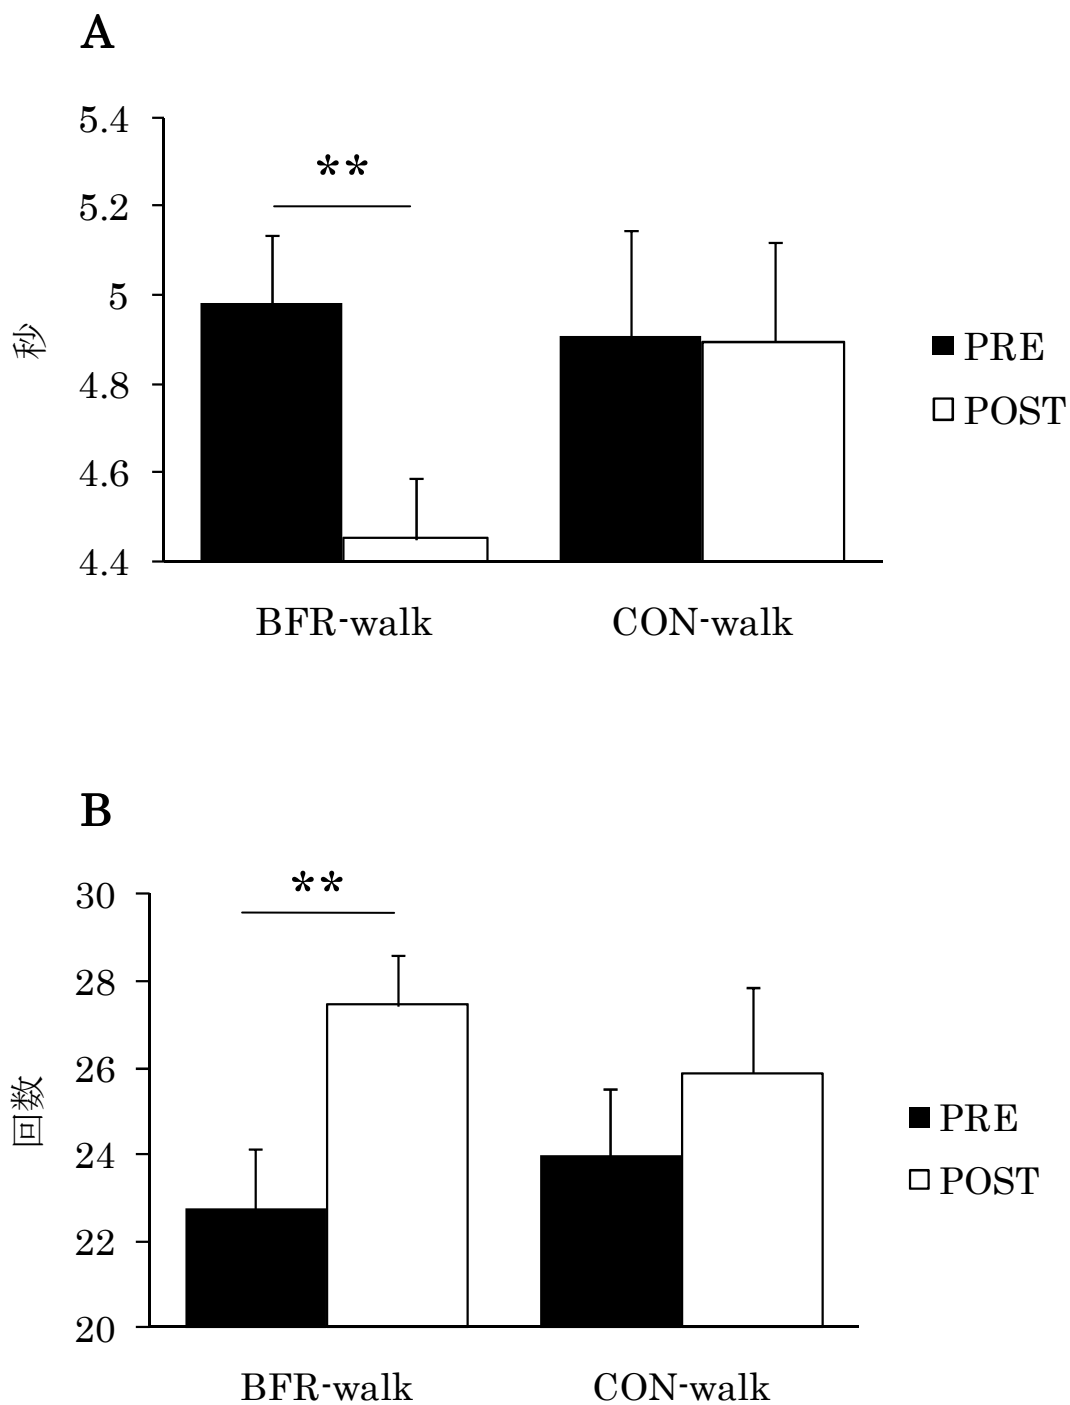 A
5.4
**
5.2
5
秒
4.8
4.6
4.4
PRE
POST
BFR-walk
CON-walk
B
30
**
28
26
回数
24
22
20
PRE
POST
BFR-walk
CON-walk